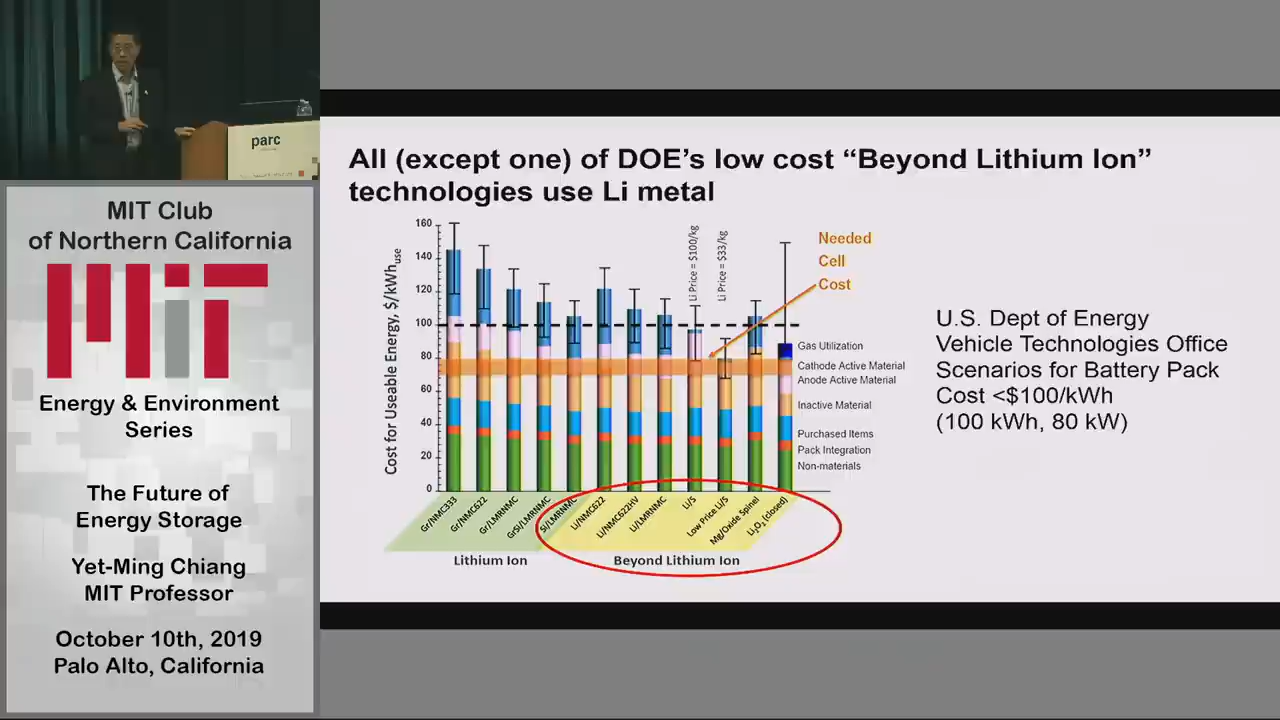 parc
MIT Club
of Northern California
MIT
Energy & Environment
Series
The Future of
Energy Storage
Yet-Ming Chiang
MIT Professor
October 10th, 2019
Palo Alto, California
All (except one) of DOE's low cost “Beyond Lithium Ion”
technologies use Li metal
Cost for Useable Energy, $/kWhuse
160
140
120
100
80
60
40
20
0
Li Price = $100/kg
Li Price = $33/kg
Needed
Cell
Cost
Gas Utilization
Cathode Active Material
Anode Active Material
Inactive Material
Purchased Items
Pack Integration
Non-materials
Gr/NMC333
Gr/NMC622
Gr/LMRNMC
GrSi/LMRNMC
Si/LMRNMC
Li/NMC622
Li/NMC622HV
Li/LMRNMC
Li/S
Low Price Li/S
Mg/Oxide Spinel
Li₂O₂ (closed)
Lithium Ion
Beyond Lithium Ion
U.S. Dept of Energy
Vehicle Technologies Office
Scenarios for Battery Pack
Cost <$100/kWh
(100 kWh, 80 kW)